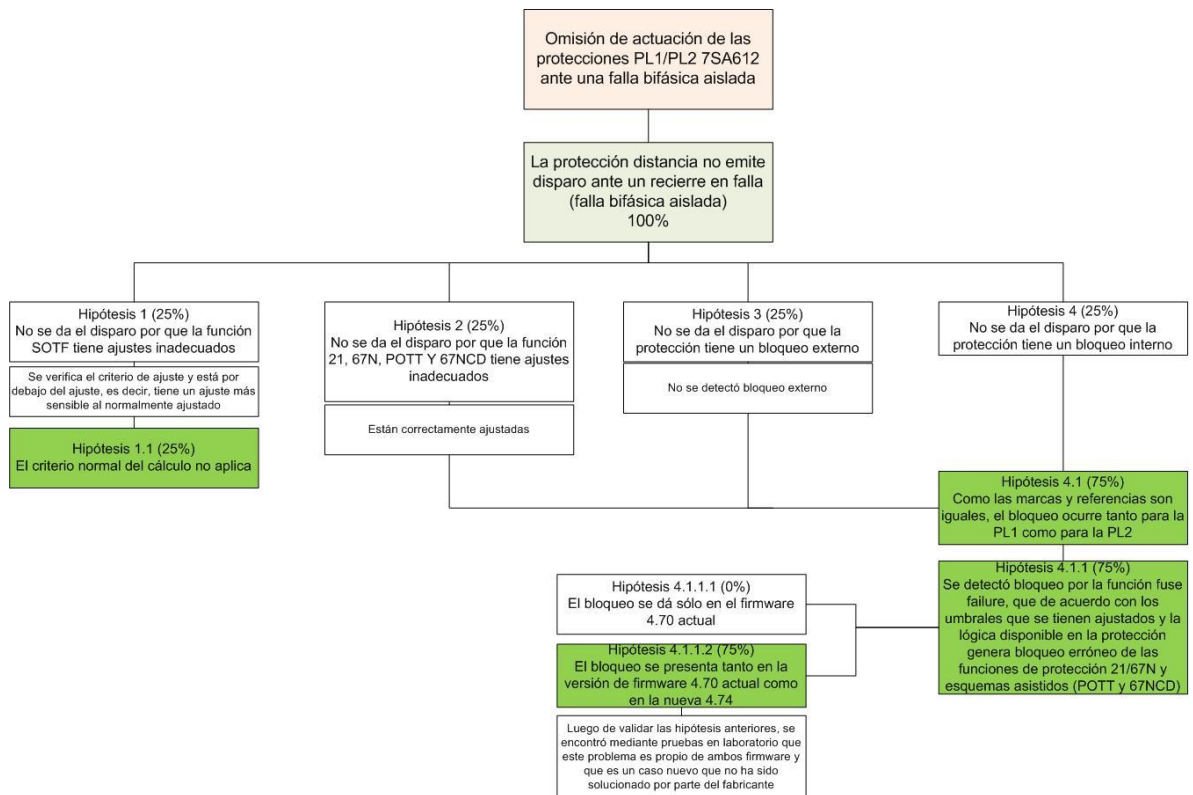 Omisión de actuación de las
protecciones PL1/PL2 7SA612
ante una falla bifásica aislada
La protección distancia no emite
disparo ante un recierre en falla
(falla bifásica aislada)
100%
Hipótesis 1 (25%)
No se da el disparo por que la función
SOTF tiene ajustes inadecuados
Se verifica el criterio de ajuste y está por
debajo del ajuste, es decir, tiene un ajuste más
sensible al normalmente ajustado
Hipótesis 1.1 (25%)
El criterio normal del cálculo no aplica
Hipótesis 2 (25%)
No se da el disparo por que la función
21, 67N, POTT Y 67NCD tiene ajustes
inadecuados
Están correctamente ajustadas
Hipótesis 3 (25%)
No se da el disparo por que la
protección tiene un bloqueo externo
No se detectó bloqueo externo
Hipótesis 4 (25%)
No se da el disparo por que la
protección tiene un bloqueo interno
Hipótesis 4.1 (75%)
Como las marcas y referencias son
iguales, el bloqueo ocurre tanto para la
PL1 como para la PL2
Hipótesis 4.1.1 (75%)
Se detectó bloqueo por la función fuse
failure, que de acuerdo con los
umbrales que se tienen ajustados y la
lógica disponible en la protección
genera bloqueo erróneo de las
funciones de protección 21/67N y
esquemas asistidos (POTT y 67NCD)
Hipótesis 4.1.1.1 (0%)
El bloqueo se dá sólo en el firmware
4.70 actual
Hipótesis 4.1.1.2 (75%)
El bloqueo se presenta tanto en la
versión de firmware 4.70 actual como
en la nueva 4.74
Luego de validar las hipótesis anteriores, se
encontró mediante pruebas en laboratorio que
este problema es propio de ambos firmware y
que es un caso nuevo que no ha sido
solucionado por parte del fabricante